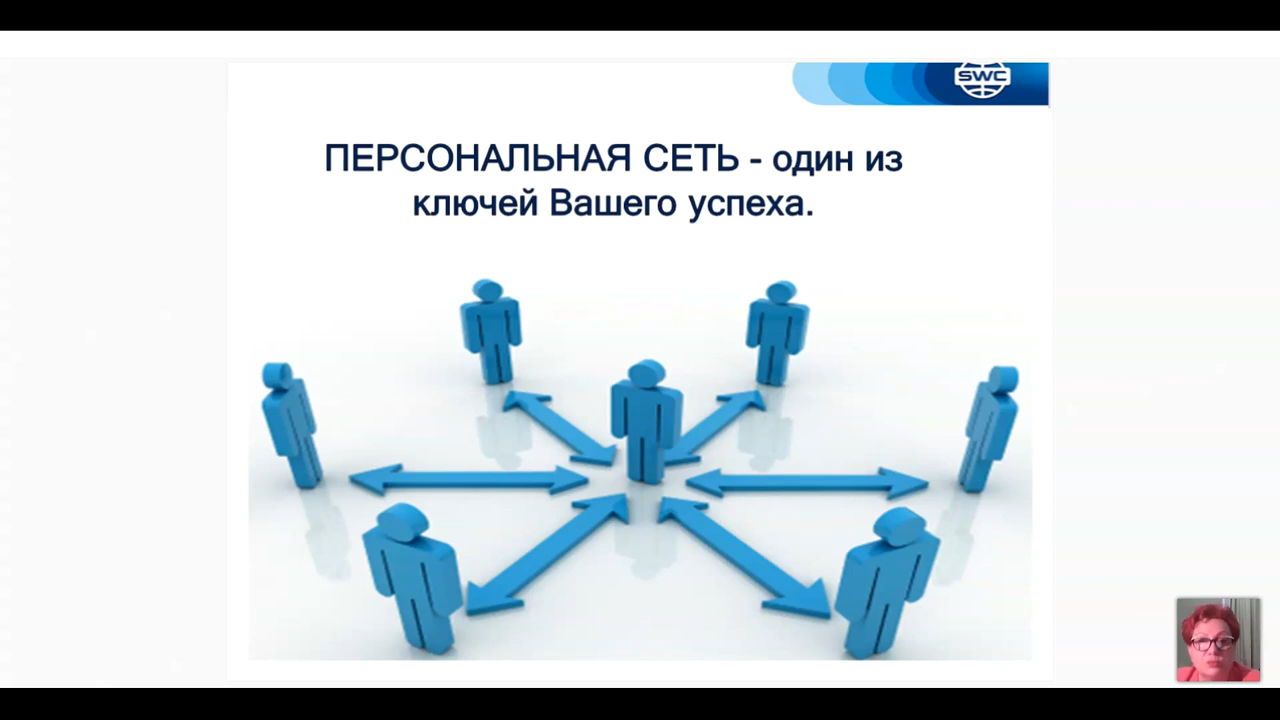 SWC
ПЕРСОНАЛЬНАЯ СЕТЬ - один из
ключей Вашего успеха.